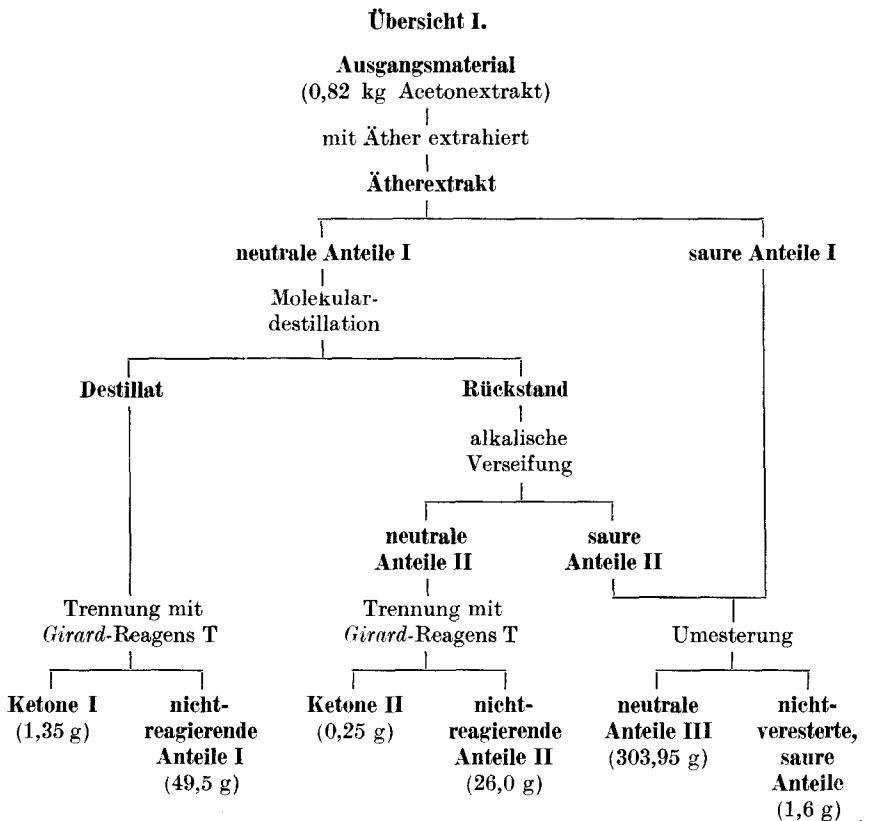 Übersicht I.
Ausgangsmaterial
(0,82 kg Acetonextrakt)
mit Äther extrahiert
Ätherextrakt
neutrale Anteile I
saure Anteile I
Molekular-
destillation
Destillat
Rückstand
alkalische
Verseifung
neutrale
Anteile II
saure
Anteile II
Trennung mit
Girard-Reagens T
Trennung mit
Girard-Reagens T
Umesterung
Ketone I
(1,35 g)
nicht-
reagierende
Anteile I
(49,5 g)
Ketone II
(0,25 g)
nicht-
reagierende
Anteile II
(26,0 g)
neutrale
Anteile III
(303,95 g)
nicht-
veresterte,
saure
Anteile
(1,6 g)